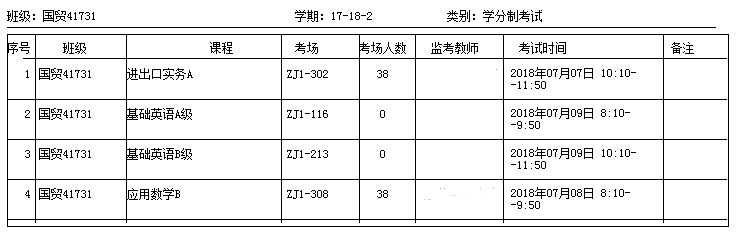 班级：国贸41731 学期：17-18-2 类别：学分制考试
序号 班级 课程 考场 考场人数 监考教师 考试时间 备注
1 国贸41731 进出口实务A ZJ1-302 38 2018年07月07日 10:10-
-11:50
2 国贸41731 基础英语A级 ZJ1-116 0 2018年07月09日 8:10-
-9:50
3 国贸41731 基础英语B级 ZJ1-213 0 2018年07月09日 10:10-
-11:50
4 国贸41731 应用数学B ZJ1-308 38 2018年07月08日 8:10-
-9:50